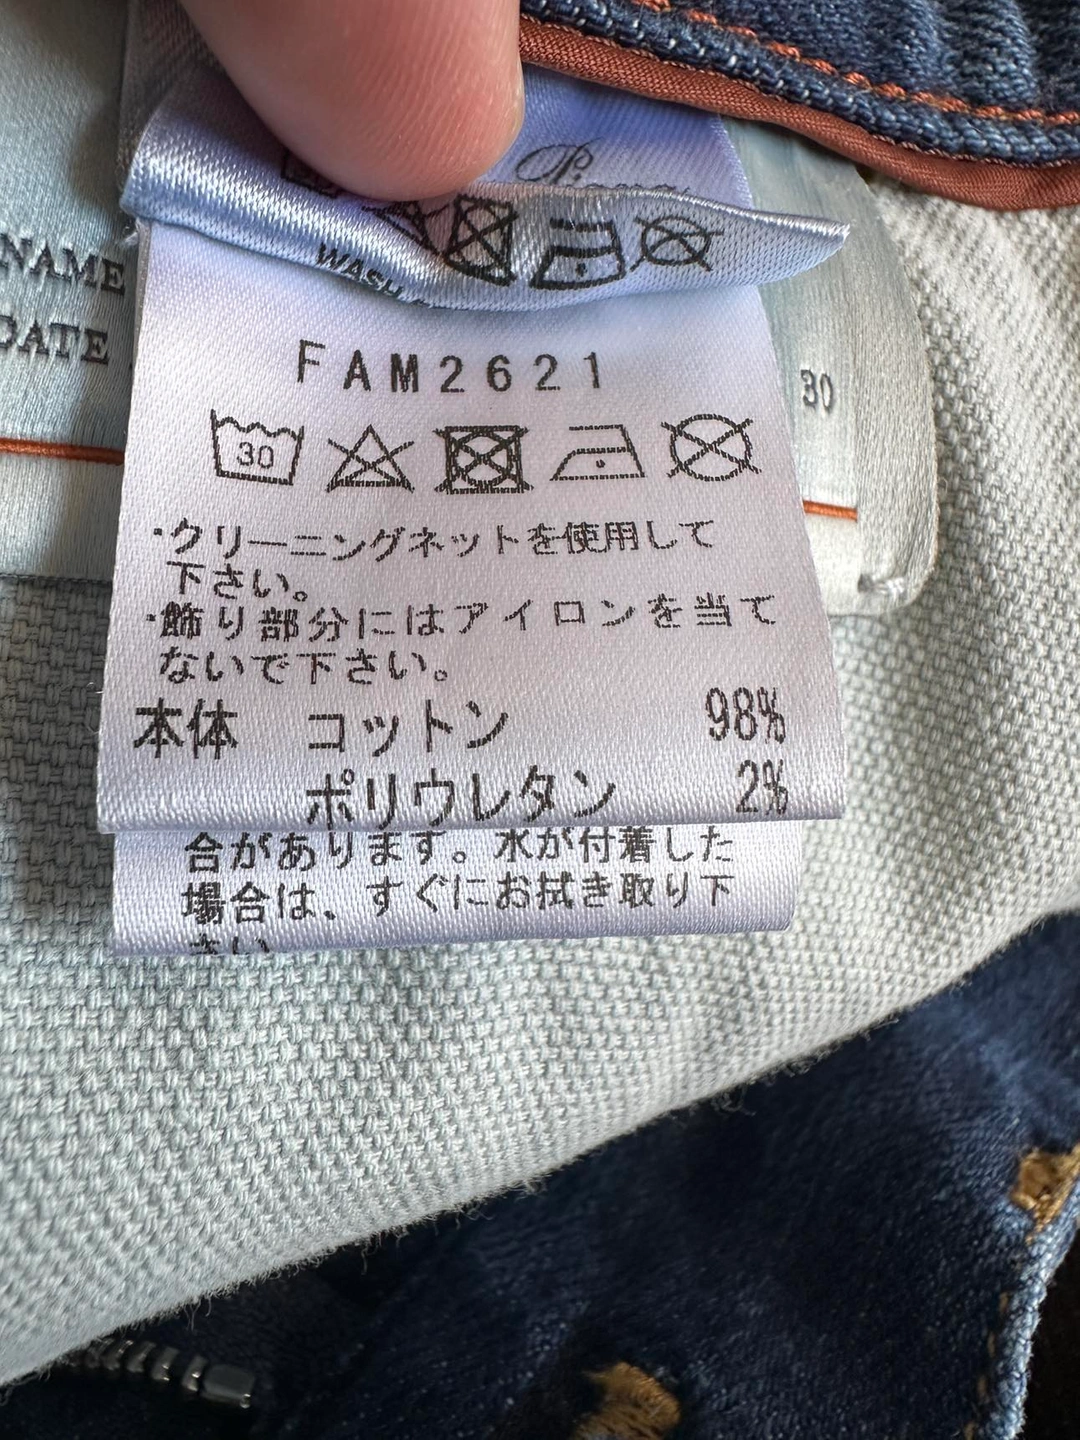 NAME
DATE
WASH
FAM2621
30
30
・クリーニングネットを使用して
下さい。
・飾り部分にはアイロンを当て
ないで下さい。
本体 コットン 98%
ポリウレタン 2%
合があります。水が付着した
場合は、すぐにお拭き取り下
さい